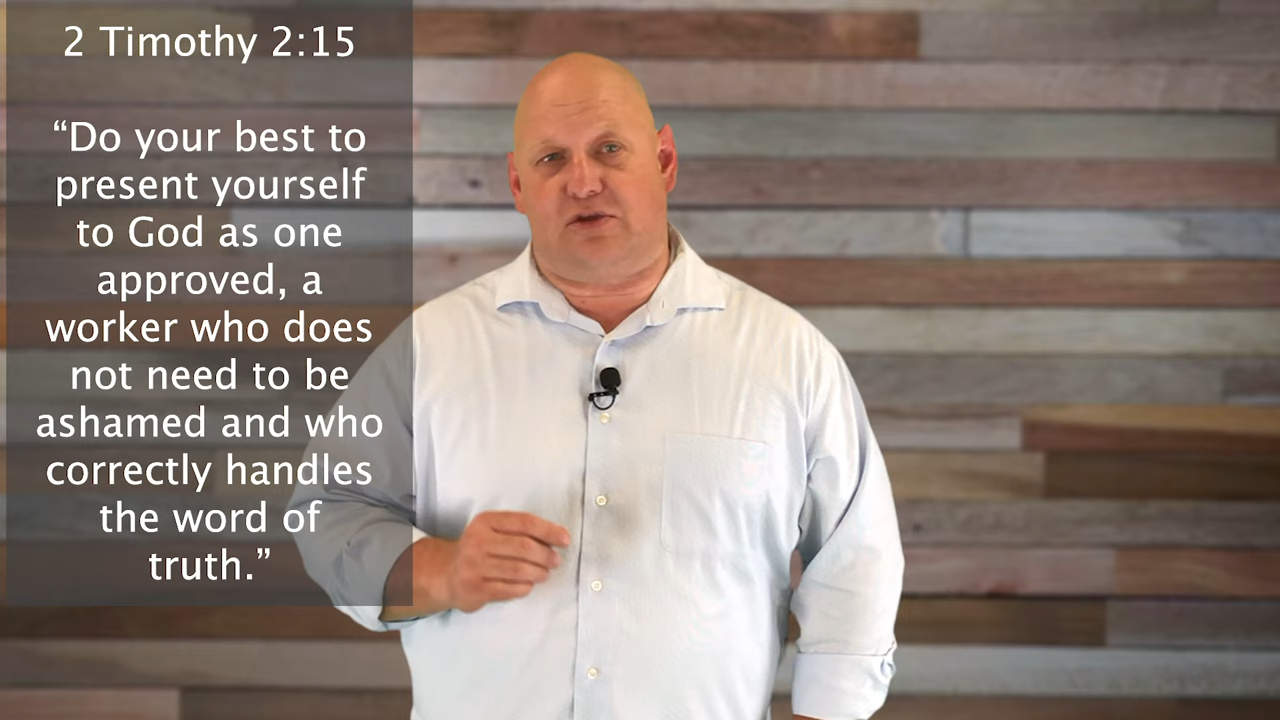 2 Timothy 2:15
“Do your best to
present yourself
to God as one
approved, a
worker who does
not need to be
ashamed and who
correctly handles
the word of
truth.”